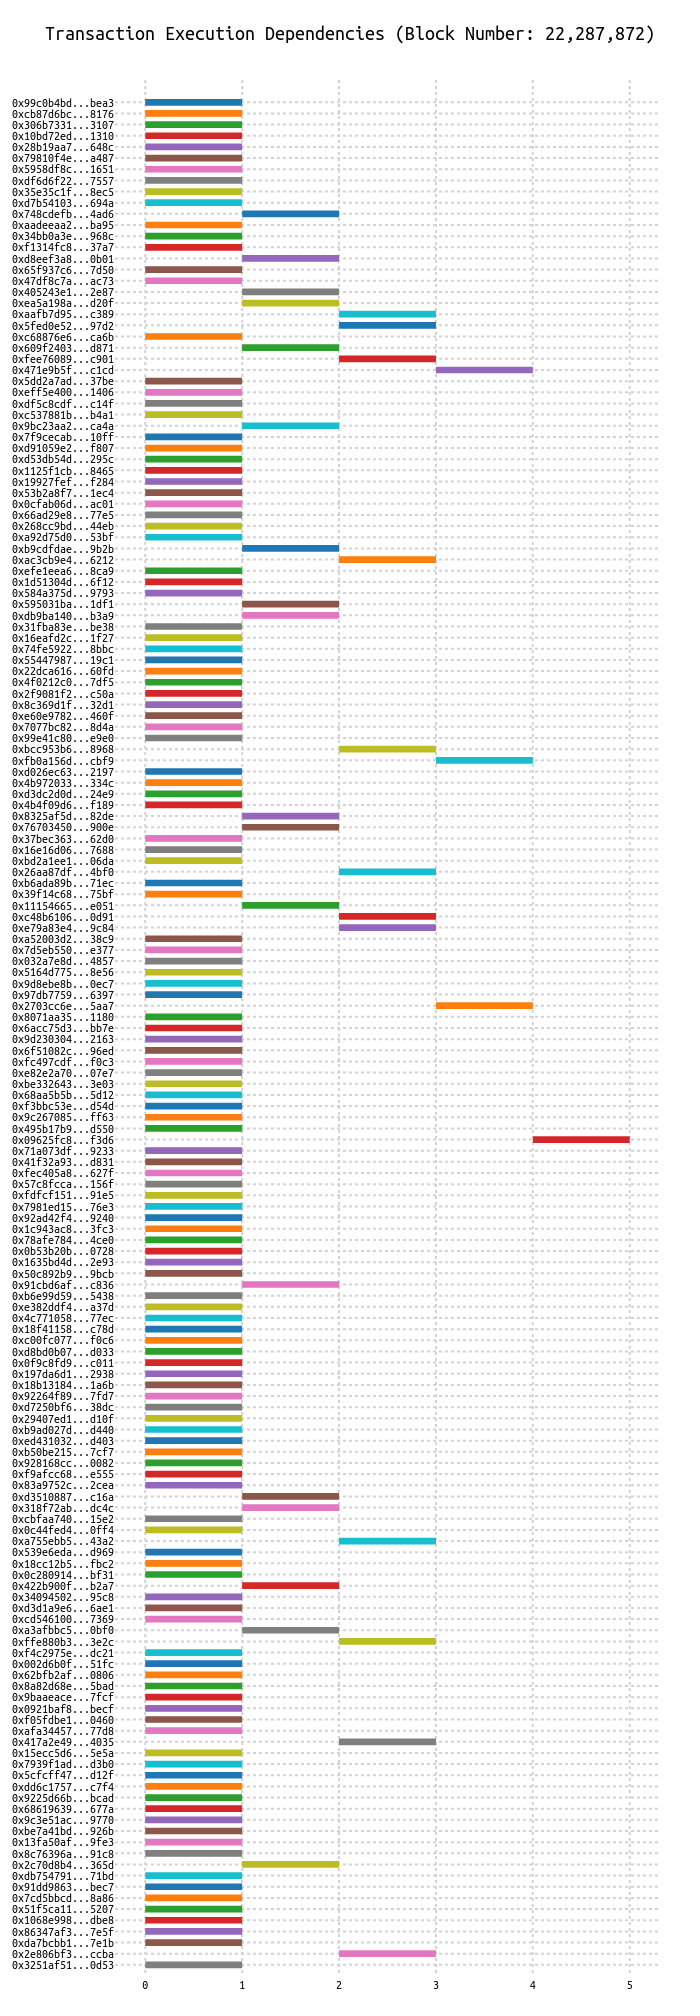 Transaction Execution Dependencies (Block Number: 22,287,872)
0x99c0b4bd...bea3
0xcb87d6bc...8176
0x306b7331...3107
0x10bd72ed...1310
0x28b19aa7...648c
0x79810f4e...a487
0x5958df8c...1651
0xdf6d6f22...7557
0x35e35c1f...8ec5
0xd7b54103...694a
0x748cdefb...4ad6
0xaadeeaa2...ba95
0x34bb0a3e...968c
0xf1314fc8...37a7
0xd8eef3a8...0b01
0x65f937c6...7d50
0x47df8c7a...ac73
0x405243e1...2e87
0xea5a198a...d20f
0xaafb7d95...c389
0x5fed0e52...97d2
0xc68876e6...ca6b
0x609f2403...d871
0xfee76089...c901
0x471e9b5f...c1cd
0x5dd2a7ad...37be
0xeff5e400...1406
0xdf5c8cdf...c14f
0xc537881b...b4a1
0x9bc23aa2...ca4a
0x7f9cecab...10ff
0xd91059e2...f807
0xd53db54d...295c
0x1125f1cb...8465
0x19927fef...f284
0x53b2a8f7...1ec4
0x0cfab06d...ac01
0x66ad29e8...77e5
0x268cc9bd...44eb
0xa92d75d0...53bf
0xb9cdfdae...9b2b
0xac3cb9e4...6212
0xefe1eea6...8ca9
0x1d51304d...6f12
0x584a375d...9793
0x595031ba...1df1
0xdb9ba140...b3a9
0x31fba83e...be38
0x16eafd2c...1f27
0x74fe5922...8bbc
0x55447987...19c1
0x22dca616...60fd
0x4f0212c0...7df5
0x2f9081f2...c50a
0x8c369d1f...32d1
0xe60e9782...460f
0x7077bc82...8d4a
0x99e41c80...e9e0
0xbcc953b6...8968
0xfb0a156d...cbf9
0xd026ec63...2197
0x4b972033...334c
0xd3dc2d0d...24e9
0x4b4f09d6...f189
0x8325af5d...82de
0x76703450...900e
0x37bec363...62d0
0x16e16d06...7688
0xbd2a1ee1...06da
0x26aa87df...4bf0
0xb6ada89b...71ec
0x39f14c68...75bf
0x11154665...e051
0xc48b6106...0d91
0xe79a83e4...9c84
0xa52003d2...38c9
0x7d5eb550...e377
0x032a7e8d...4857
0x5164d775...8e56
0x9d8ebe8b...0ec7
0x97db7759...6397
0x2703cc6e...5aa7
0x8071aa35...1180
0x6acc75d3...bb7e
0x9d230304...2163
0x6f51082c...96ed
0xfc497cdf...f0c3
0xe82e2a70...07e7
0xbe332643...3e03
0x68aa5b5b...5d12
0xf3bbc53e...d54d
0x9c267085...ff63
0x495b17b9...d550
0x09625fc8...f3d6
0x71a073df...9233
0x41f32a93...d831
0xfec405a8...627f
0x57c8fcca...156f
0xfdfcf151...91e5
0x7981ed15...76e3
0x92ad42f4...9240
0x1c943ac8...3fc3
0x78afe784...4ce0
0x0b53b20b...0728
0x1635bd4d...2e93
0x50c892b9...9bcb
0x91cbd6af...c836
0xb6e99d59...5438
0xe382ddf4...a37d
0x4c771058...77ec
0x18f41158...c78d
0xc00fc077...f0c6
0xd8bd0b07...d033
0x0f9c8fd9...c011
0x197da6d1...2938
0x18b13184...1a6b
0x92264f89...7fd7
0xd7250bf6...38dc
0x29407ed1...d10f
0xb9ad027d...d440
0xed431032...d403
0xb50be215...7cf7
0x928168cc...0082
0xf9afcc68...e555
0x83a9752c...2cea
0xd3510887...c16a
0x318f72ab...dc4c
0xcbfaa740...15e2
0x0c44fed4...0ff4
0xa755ebb5...43a2
0x539e6eda...d969
0x18cc12b5...fbc2
0x0c280914...bf31
0x422b900f...b2a7
0x34094502...95c8
0xd3d1a9e6...6ae1
0xcd546100...7369
0xa3afbbc5...0bf0
0xffe880b3...3e2c
0xf4c2975e...dc21
0x002d6b0f...51fc
0x62bfb2af...0806
0x8a82d68e...5bad
0x9baaeace...7fcf
0x0921baf8...becf
0xf05fdbe1...0460
0xafa34457...77d8
0x417a2e49...4035
0x15ecc5d6...5e5a
0x7939f1ad...d3b0
0x5cfcff47...d12f
0xdd6c1757...c7f4
0x9225d66b...bcad
0x68619639...677a
0x9c3e51ac...9770
0xbe7a41bd...926b
0x13fa50af...9fe3
0x8c76396a...91c8
0x2c70d8b4...365d
0xdb754791...71bd
0x91dd9863...bec7
0x7cd5bbcd...8a86
0x51f5ca11...5207
0x1068e998...dbe8
0x86347af3...7e5f
0xda7bcbb1...7e1b
0x2e806bf3...ccba
0x3251af51...0d53
0 1 2 3 4 5